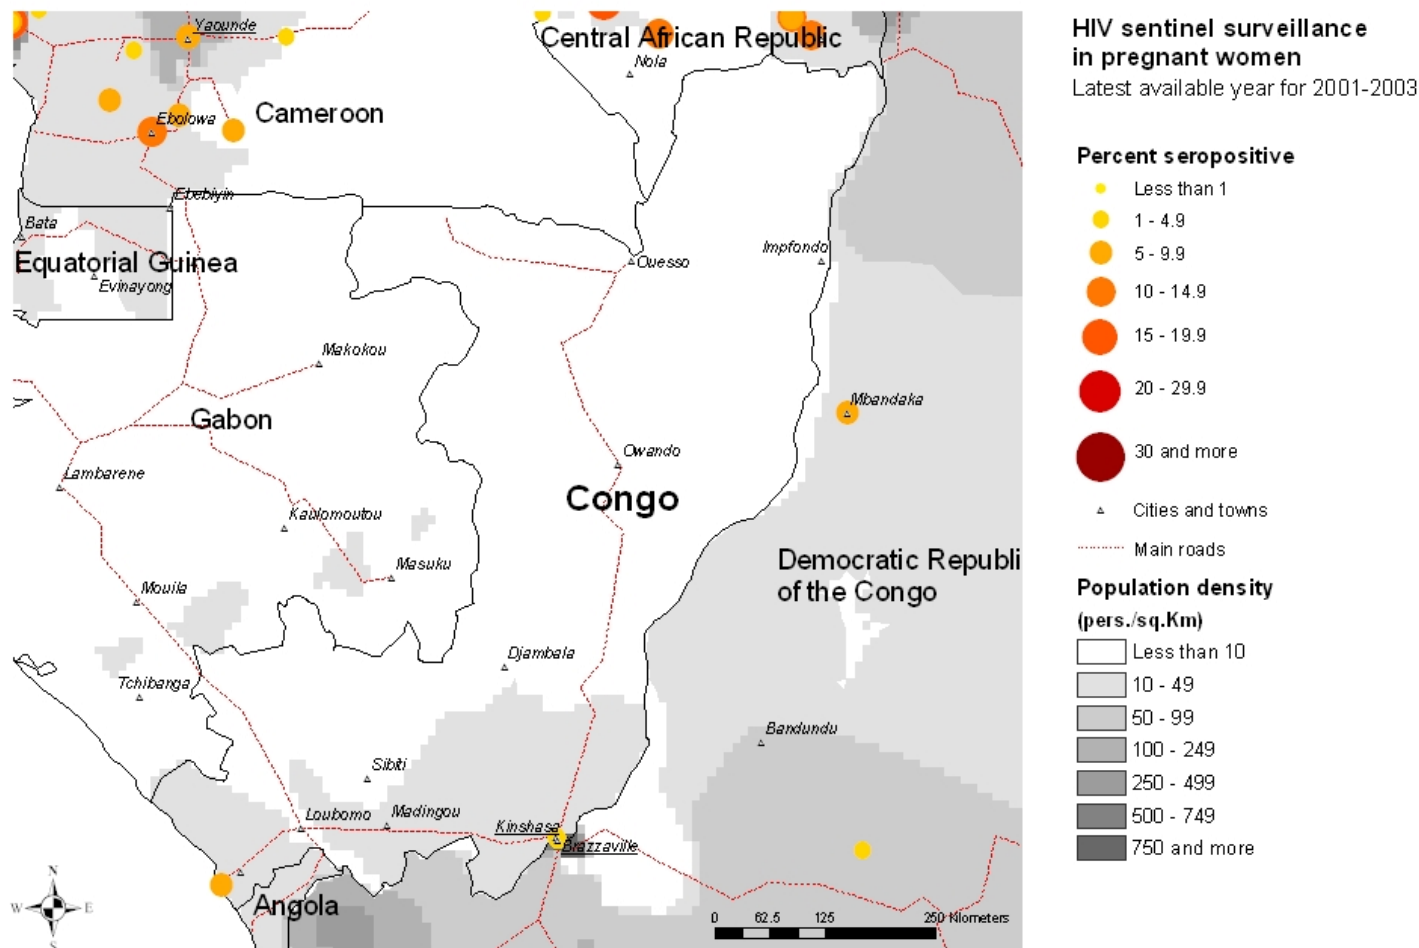 HIV sentinel surveillance
in pregnant women
Latest available year for 2001-2003
Percent seropositive
Less than 1
1 - 4.9
5 - 9.9
10 - 14.9
15 - 19.9
20 - 29.9
30 and more
Cities and towns
Main roads
Population density
(pers./sq.Km)
Less than 10
10 - 49
50 - 99
100 - 249
250 - 499
500 - 749
750 and more
Yaounde
Central African Republic
Nola
Cameroon
Ebolowa
Ebebiyin
Bata
Equatorial Guinea
Evinayong
Ouesso
Impfondo
Makokou
Gabon
Mbandaka
Lambarene
Owando
Congo
Koulomoutou
Masuku
Democratic Republi
of the Congo
Mouila
Djambala
Tchibanga
Bandundu
Sibiti
Loubomo
Madingou
Kinshasa
Brazzaville
Angola
N
W
E
S
0
62.5
125
250 Kilometers